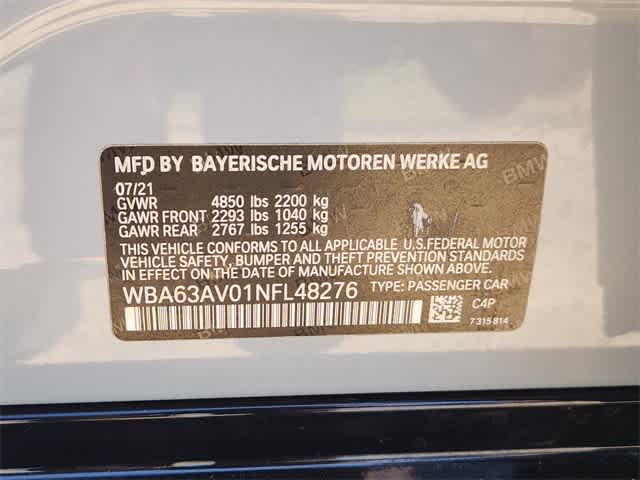 MFD BY BAYERISCHE MOTOREN WERKE AG
07/21
GVWR 4850 lbs 2200 kg
GAWR FRONT 2293 lbs 1040 kg
GAWR REAR 2767 lbs 1255 kg
THIS VEHICLE CONFORMS TO ALL APPLICABLE U.S.FEDERAL MOTOR
VEHICLE SAFETY, BUMPER AND THEFT PREVENTION STANDARDS
IN EFFECT ON THE DATE OF MANUFACTURE SHOWN ABOVE.
WBA63AV01NFL48276 TYPE: PASSENGER CAR
C4P
7315814
BMW